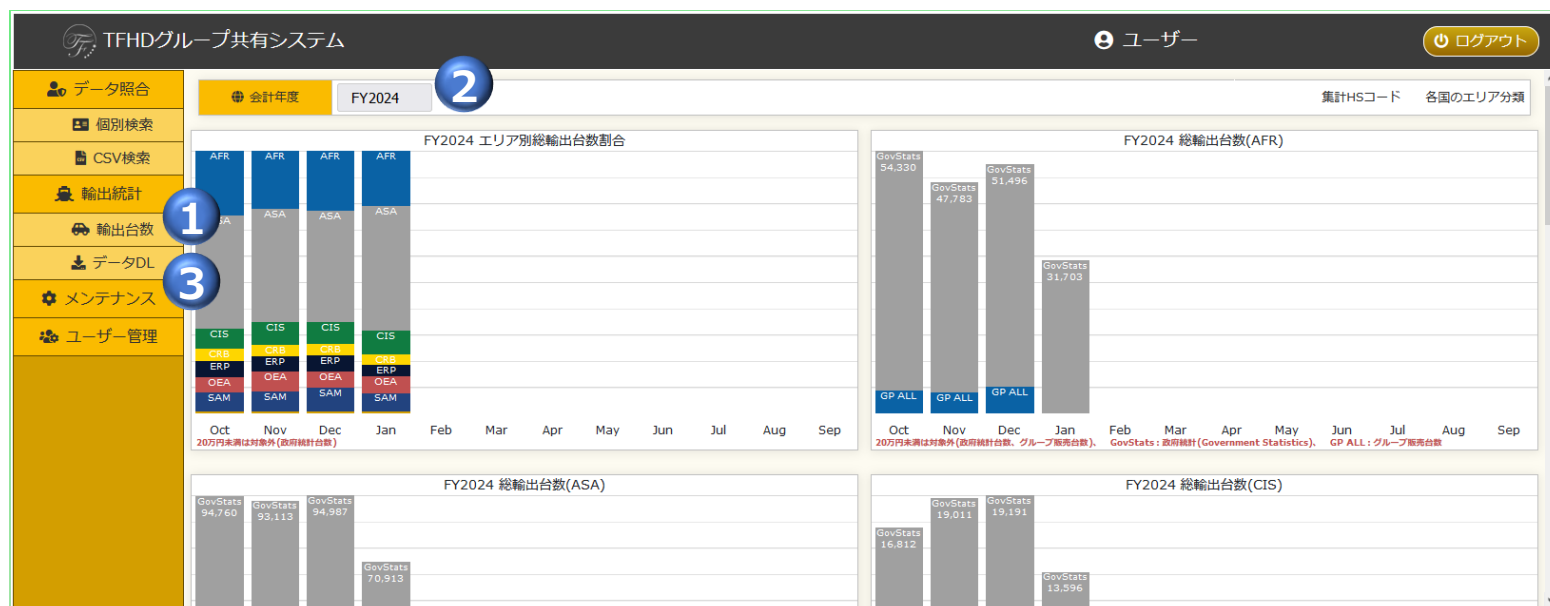 TFHDグループ共有システム
ユーザー
ログアウト
データ照合
個別検索
CSV検索
輸出統計
輸出台数
データDL
メンテナンス
ユーザー管理
1
2
3
会計年度
FY2024
集計HSコード 各国のエリア分類
FY2024 エリア別総輸出台数割合
AFR AFR AFR AFR
ASA ASA ASA
CIS CIS CIS CIS
CRB CRB CRB CRB
ERP ERP ERP ERP
OEA OEA OEA OEA
SAM SAM SAM SAM
Oct Nov Dec Jan Feb Mar Apr May Jun Jul Aug Sep
20万円未満は対象外(政府統計台数)
FY2024 総輸出台数(AFR)
GovStats GovStats GovStats GovStats
54,330 47,783 51,496 31,703
GP ALL GP ALL GP ALL
Oct Nov Dec Jan Feb Mar Apr May Jun Jul Aug Sep
20万円未満は対象外(政府統計台数、グループ販売台数)、 GovStats : 政府統計(Government Statistics)、 GP ALL : グループ販売台数
FY2024 総輸出台数(ASA)
GovStats GovStats GovStats GovStats
94,760 93,113 94,987 70,913
FY2024 総輸出台数(CIS)
GovStats GovStats GovStats GovStats
16,812 19,011 19,191 13,596